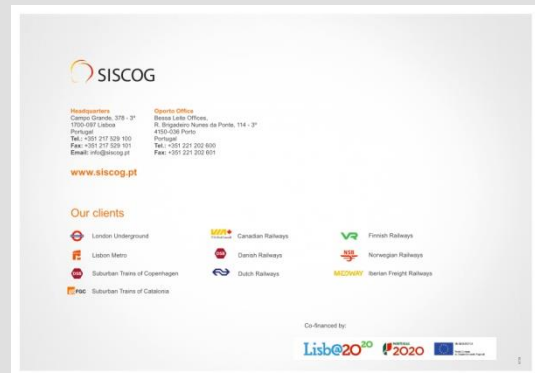 SISCOG
Headquarters
Campo Grande, 378 - 3º
1700-097 Lisboa
Portugal
Tel.: +351 217 529 100
Fax: +351 217 529 101
Email: info@siscog.pt
Oporto Office
Bessa Leite Offices,
R. Brigadeiro Nunes da Ponte, 114 - 3º
4150-036 Porto
Portugal
Tel.: +351 221 202 600
Fax: +351 221 202 601
www.siscog.pt
Our clients
London Underground
Canadian Railways
VR Finnish Railways
Lisbon Metro
DSB Danish Railways
NSB Norwegian Railways
DSB Suburban Trains of Copenhagen
Dutch Railways
MEDWAY Iberian Freight Railways
FGC Suburban Trains of Catalonia
Co-financed by:
Lisb@20²⁰
2020